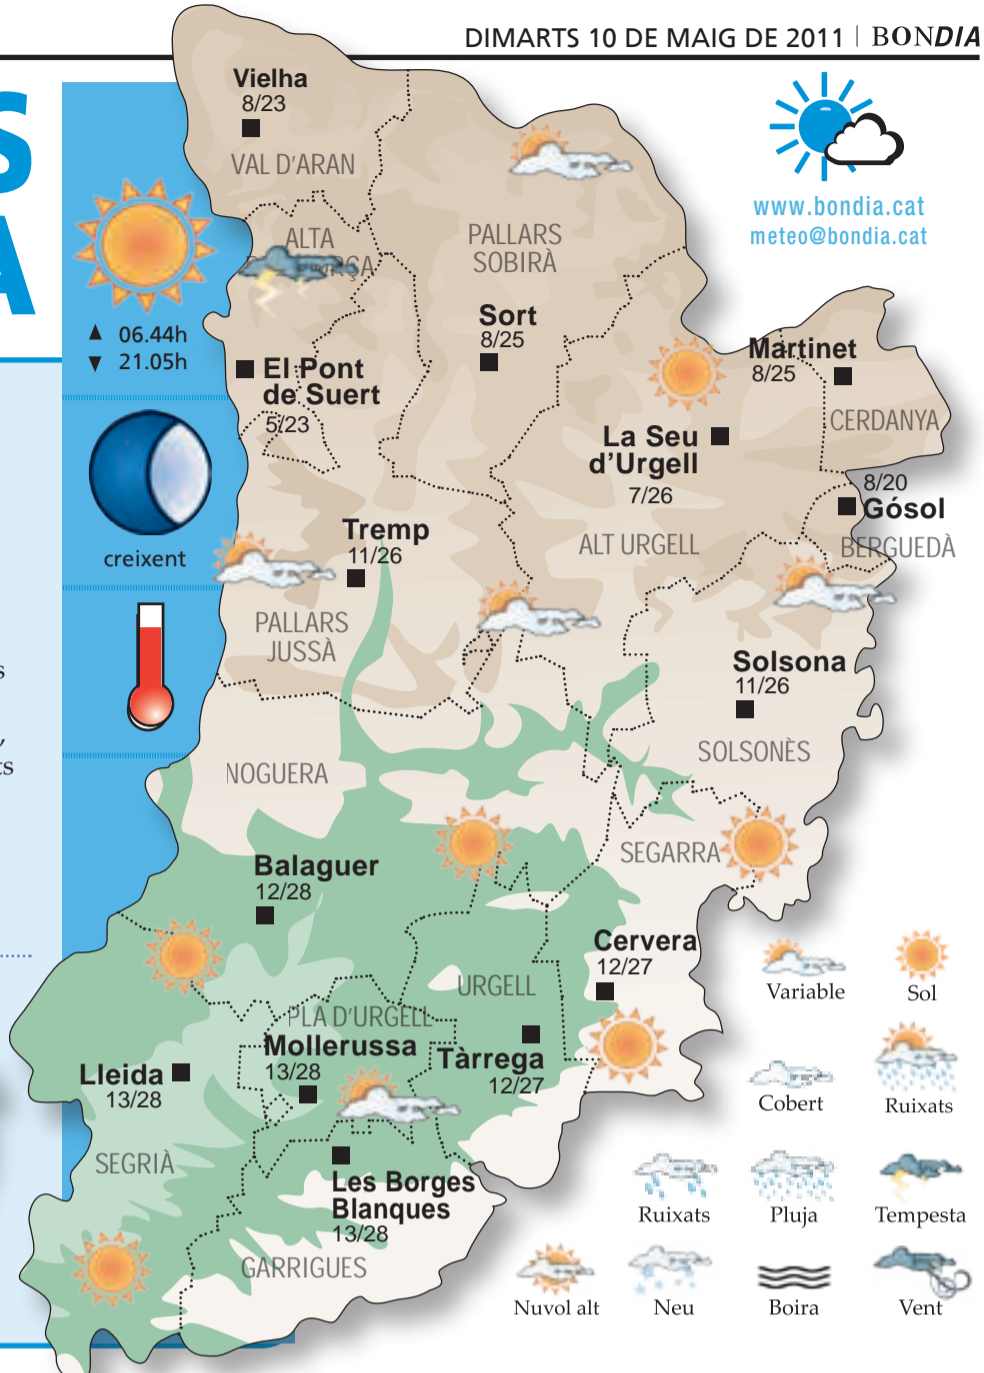 DIMARTS 10 DE MAIG DE 2011 | BONDIA
S
A
www.bondia.cat
meteo@bondia.cat
Vielha
8/23
VAL D'ARAN
ALTA
PALLARS
SOBIRÀ
06.44h
21.05h
Sort
8/25
Martinet
8/25
El Pont
de Suert
5/23
CERDANYA
La Seu
d'Urgell
7/26
8/20
Gósol
BERGUEDÀ
creixent
Tremp
11/26
ALT URGELL
PALLARS
JUSSÀ
Solsona
11/26
SOLSONÈS
s
,
ts
NOGUERA
SEGARRA
Balaguer
12/28
Cervera
12/27
URGELL
PLA D'URGELL
Mollerussa
13/28
Tàrrega
12/27
Lleida
13/28
SEGRIÀ
Les Borges
Blanques
13/28
GARRIGUES
Variable
Sol
Cobert
Ruixats
Ruixats
Pluja
Tempesta
Nuvol alt
Neu
Boira
Vent